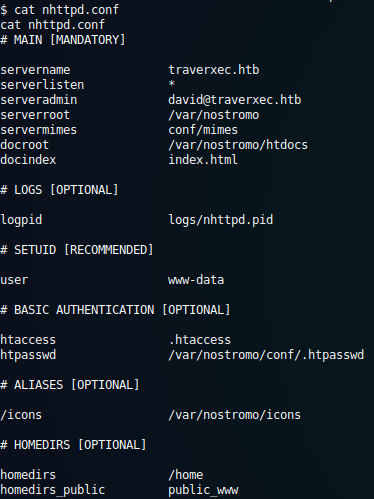 $ cat nhttpd.conf
cat nhttpd.conf
# MAIN [MANDATORY]
servername traverxec.htb
serverlisten *
serveradmin david@traverxec.htb
serverroot /var/nostromo
servermimes conf/mimes
docroot /var/nostromo/htdocs
docindex index.html
# LOGS [OPTIONAL]
logpid logs/nhttpd.pid
# SETUID [RECOMMENDED]
user www-data
# BASIC AUTHENTICATION [OPTIONAL]
htaccess .htaccess
htpasswd /var/nostromo/conf/.htpasswd
# ALIASES [OPTIONAL]
/icons /var/nostromo/icons
# HOMEDIRS [OPTIONAL]
homedirs /home
homedirs_public public_www